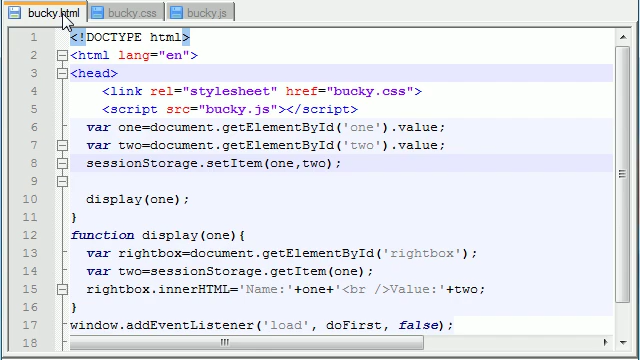 bucky.html bucky.css bucky.js
1 <!DOCTYPE html>
2 <html lang="en">
3 <head>
4 <link rel="stylesheet" href="bucky.css">
5 <script src="bucky.js"></script>
6 var one=document.getElementById('one').value;
7 var two=document.getElementById('two').value;
8 sessionStorage.setItem(one,two);
9
10 display(one);
11 }
12 function display(one){
13 var rightbox=document.getElementById('rightbox');
14 var two=sessionStorage.getItem(one);
15 rightbox.innerHTML='Name:'+one+'<br />Value:'+two;
16 }
17 window.addEventListener('load', doFirst, false);
18